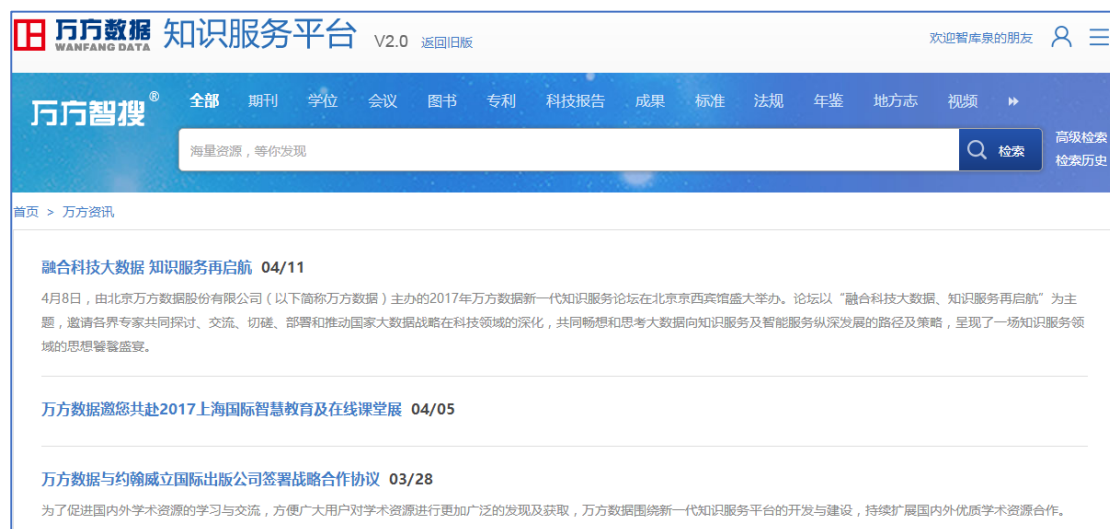 万方数据 知识服务平台 V2.0 返回旧版 欢迎智库泉的朋友
WANFANG DATA
万方智搜® 全部 期刊 学位 会议 图书 专利 科技报告 成果 标准 法规 年鉴 地方志 视频
海量资源,等你发现 检索 高级检索
检索历史
首页 > 万方资讯
融合科技大数据 知识服务再启航 04/11
4月8日,由北京万方数据股份有限公司(以下简称万方数据)主办的2017年万方数据新一代知识服务论坛在北京京西宾馆盛大举办。论坛以“融合科技大数据、知识服务再启航”为主
题,邀请各界专家共同探讨、交流、切磋、部署和推动国家大数据战略在科技领域的深化,共同畅想和思考大数据向知识服务及智能服务纵深发展的路径及策略,呈现了一场知识服务领
域的思想饕餮盛宴。
万方数据邀您共赴2017上海国际智慧教育及在线课堂展 04/05
万方数据与约翰威立国际出版公司签署战略合作协议 03/28
为了促进国内外学术资源的学习与交流,方便广大用户对学术资源进行更加广泛的发现及获取,万方数据围绕新一代知识服务平台的开发与建设,持续扩展国内外优质学术资源合作。